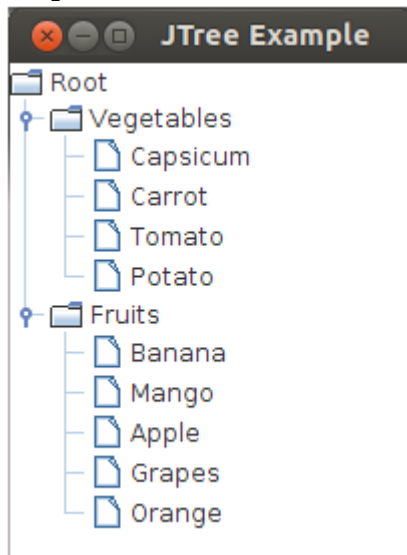 JTree Example
Root
Vegetables
Capsicum
Carrot
Tomato
Potato
Fruits
Banana
Mango
Apple
Grapes
Orange